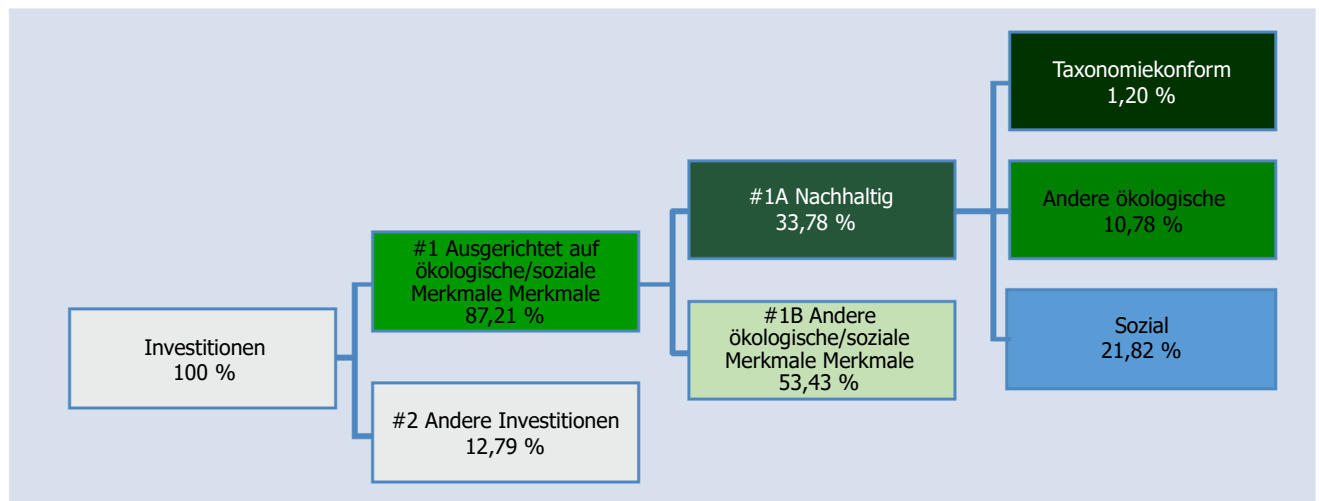 Investitionen
100 %
#1 Ausgerichtet auf
ökologische/soziale
Merkmale Merkmale
87,21 %
#2 Andere Investitionen
12,79 %
#1A Nachhaltig
33,78 %
#1B Andere
ökologische/soziale
Merkmale Merkmale
53,43 %
Taxonomiekonform
1,20 %
Andere ökologische
10,78 %
Sozial
21,82 %